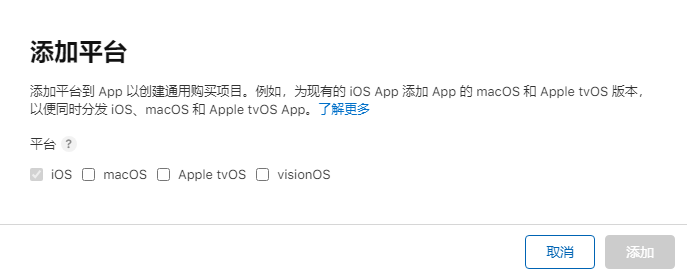 添加平台
添加平台到 App 以创建通用购买项目。例如，为现有的 iOS App 添加 App 的 macOS 和 Apple tvOS 版本，
以便同时分发 iOS、macOS 和 Apple tvOS App。了解更多
平台 ?
iOS macOS Apple tvOS visionOS
取消 添加